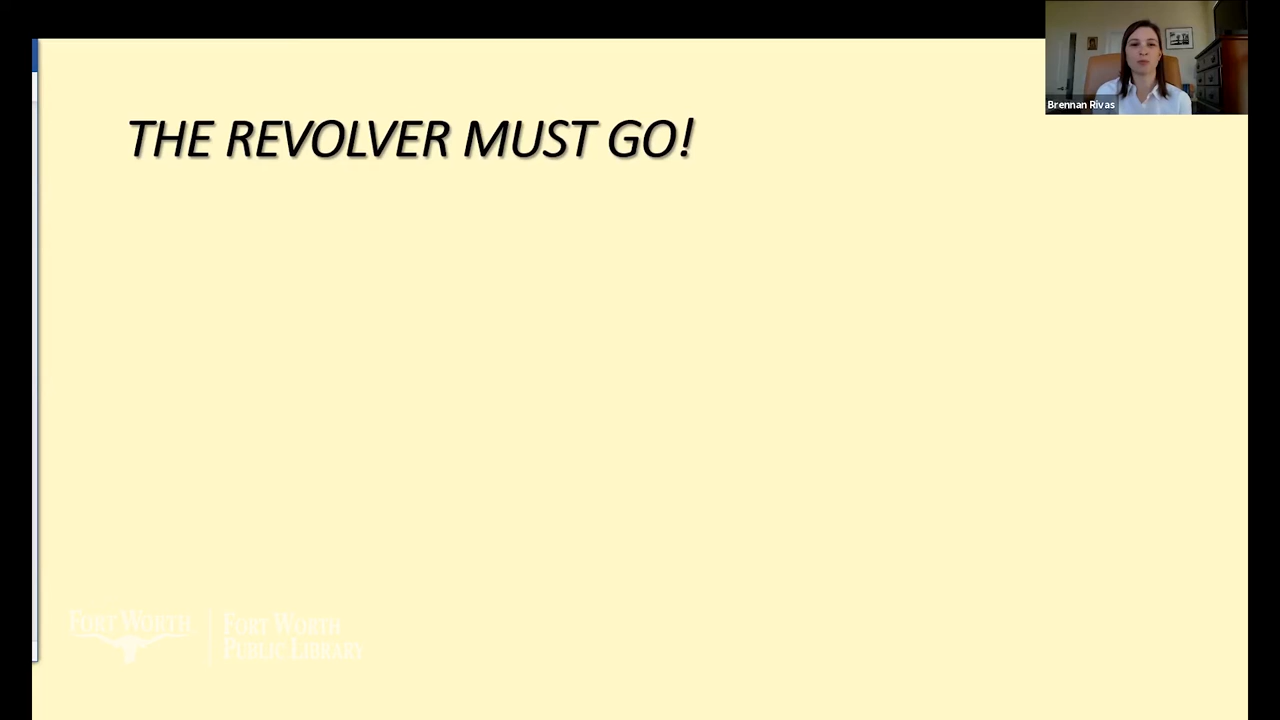 THE REVOLVER MUST GO!
Brennan Rivas
FORT WORTH
FORT WORTH
PUBLIC LIBRARY